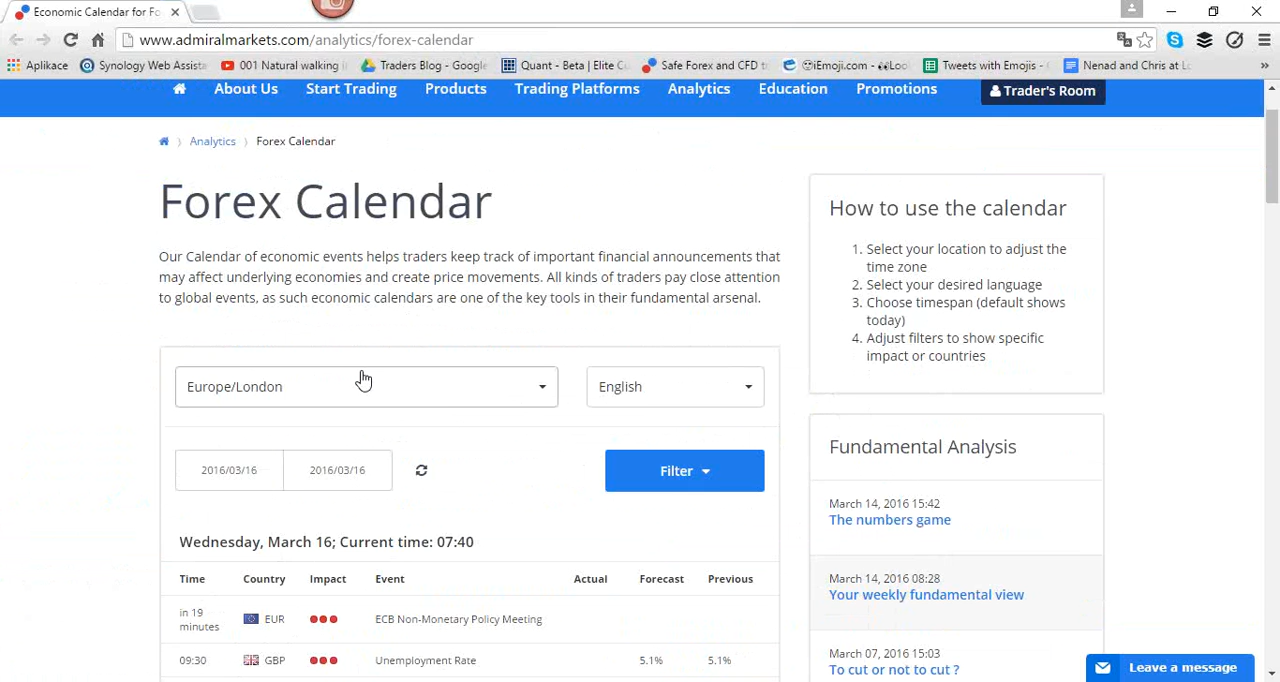 Economic Calendar for Fo
www.admiralmarkets.com/analytics/forex-calendar
Aplikace
Synology Web Assista
001 Natural walking i
Traders Blog - Google
Quant - Beta | Elite Cu
Safe Forex and CFD t
iEmoji.com -
Tweets with Emojis -
Nenad and Chris at Lo
About Us
Start Trading
Products
Trading Platforms
Analytics
Education
Promotions
Trader's Room
Analytics
Forex Calendar
Forex Calendar
Our Calendar of economic events helps traders keep track of important financial announcements that
may affect underlying economies and create price movements. All kinds of traders pay close attention
to global events, as such economic calendars are one of the key tools in their fundamental arsenal.
Europe/London
English
2016/03/16
2016/03/16
Filter
Wednesday, March 16; Current time: 07:40
Time Country Impact Event Actual Forecast Previous
in 19
minutes
EUR
ECB Non-Monetary Policy Meeting
09:30 GBP Unemployment Rate 5.1% 5.1%
How to use the calendar
1. Select your location to adjust the
time zone
2. Select your desired language
3. Choose timespan (default shows
today)
4. Adjust filters to show specific
impact or countries
Fundamental Analysis
March 14, 2016 15:42
The numbers game
March 14, 2016 08:28
Your weekly fundamental view
March 07, 2016 15:03
To cut or not to cut ?
Leave a message